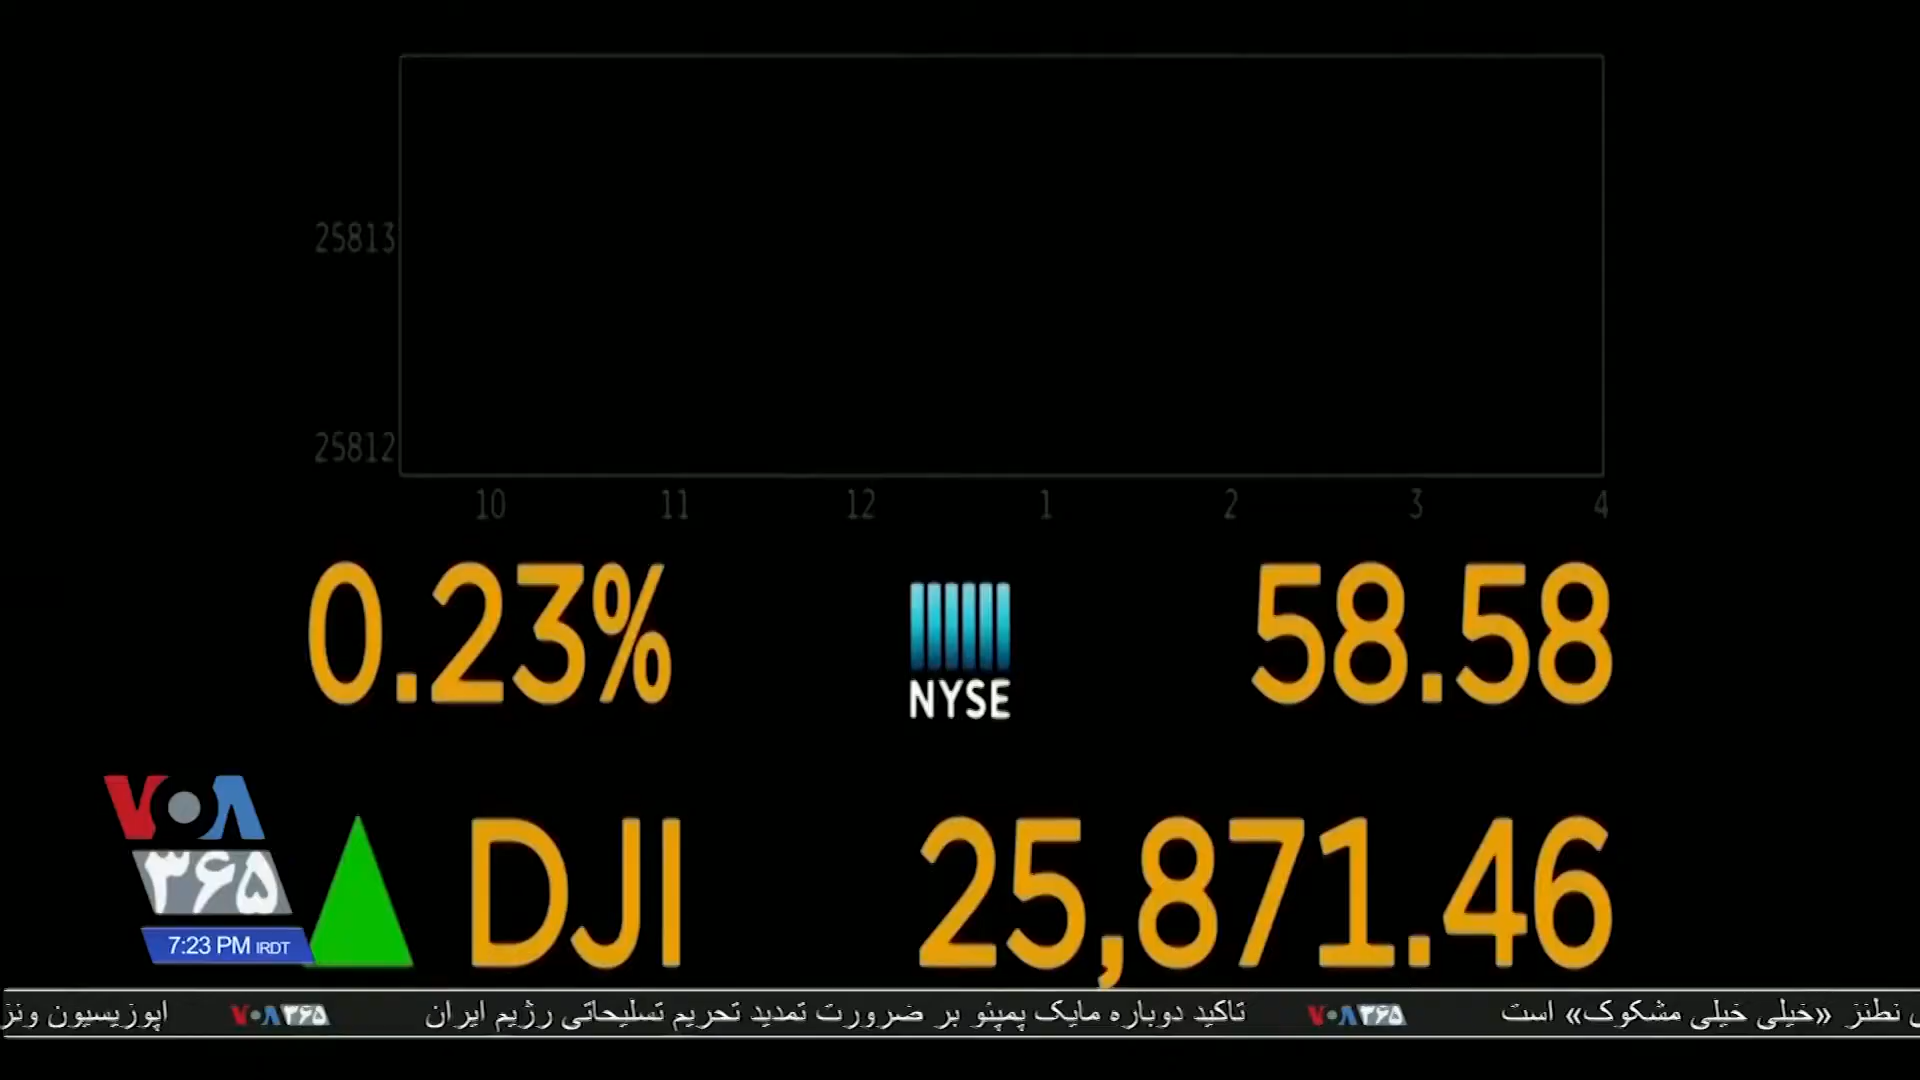 25813
25812
10 11 12 1 2 3 4
0.23% NYSE 58.58
VOA
۳۶۵
7:23 PM IRDT
DJI 25,871.46
نطنز «خیلی خیلی مشکوک» است VOA۳۶۵ تاکید دوباره مایک پمپئو بر ضرورت تمدید تحریم تسلیحاتی رژیم ایران VOA۳۶۵ اپوزیسیون